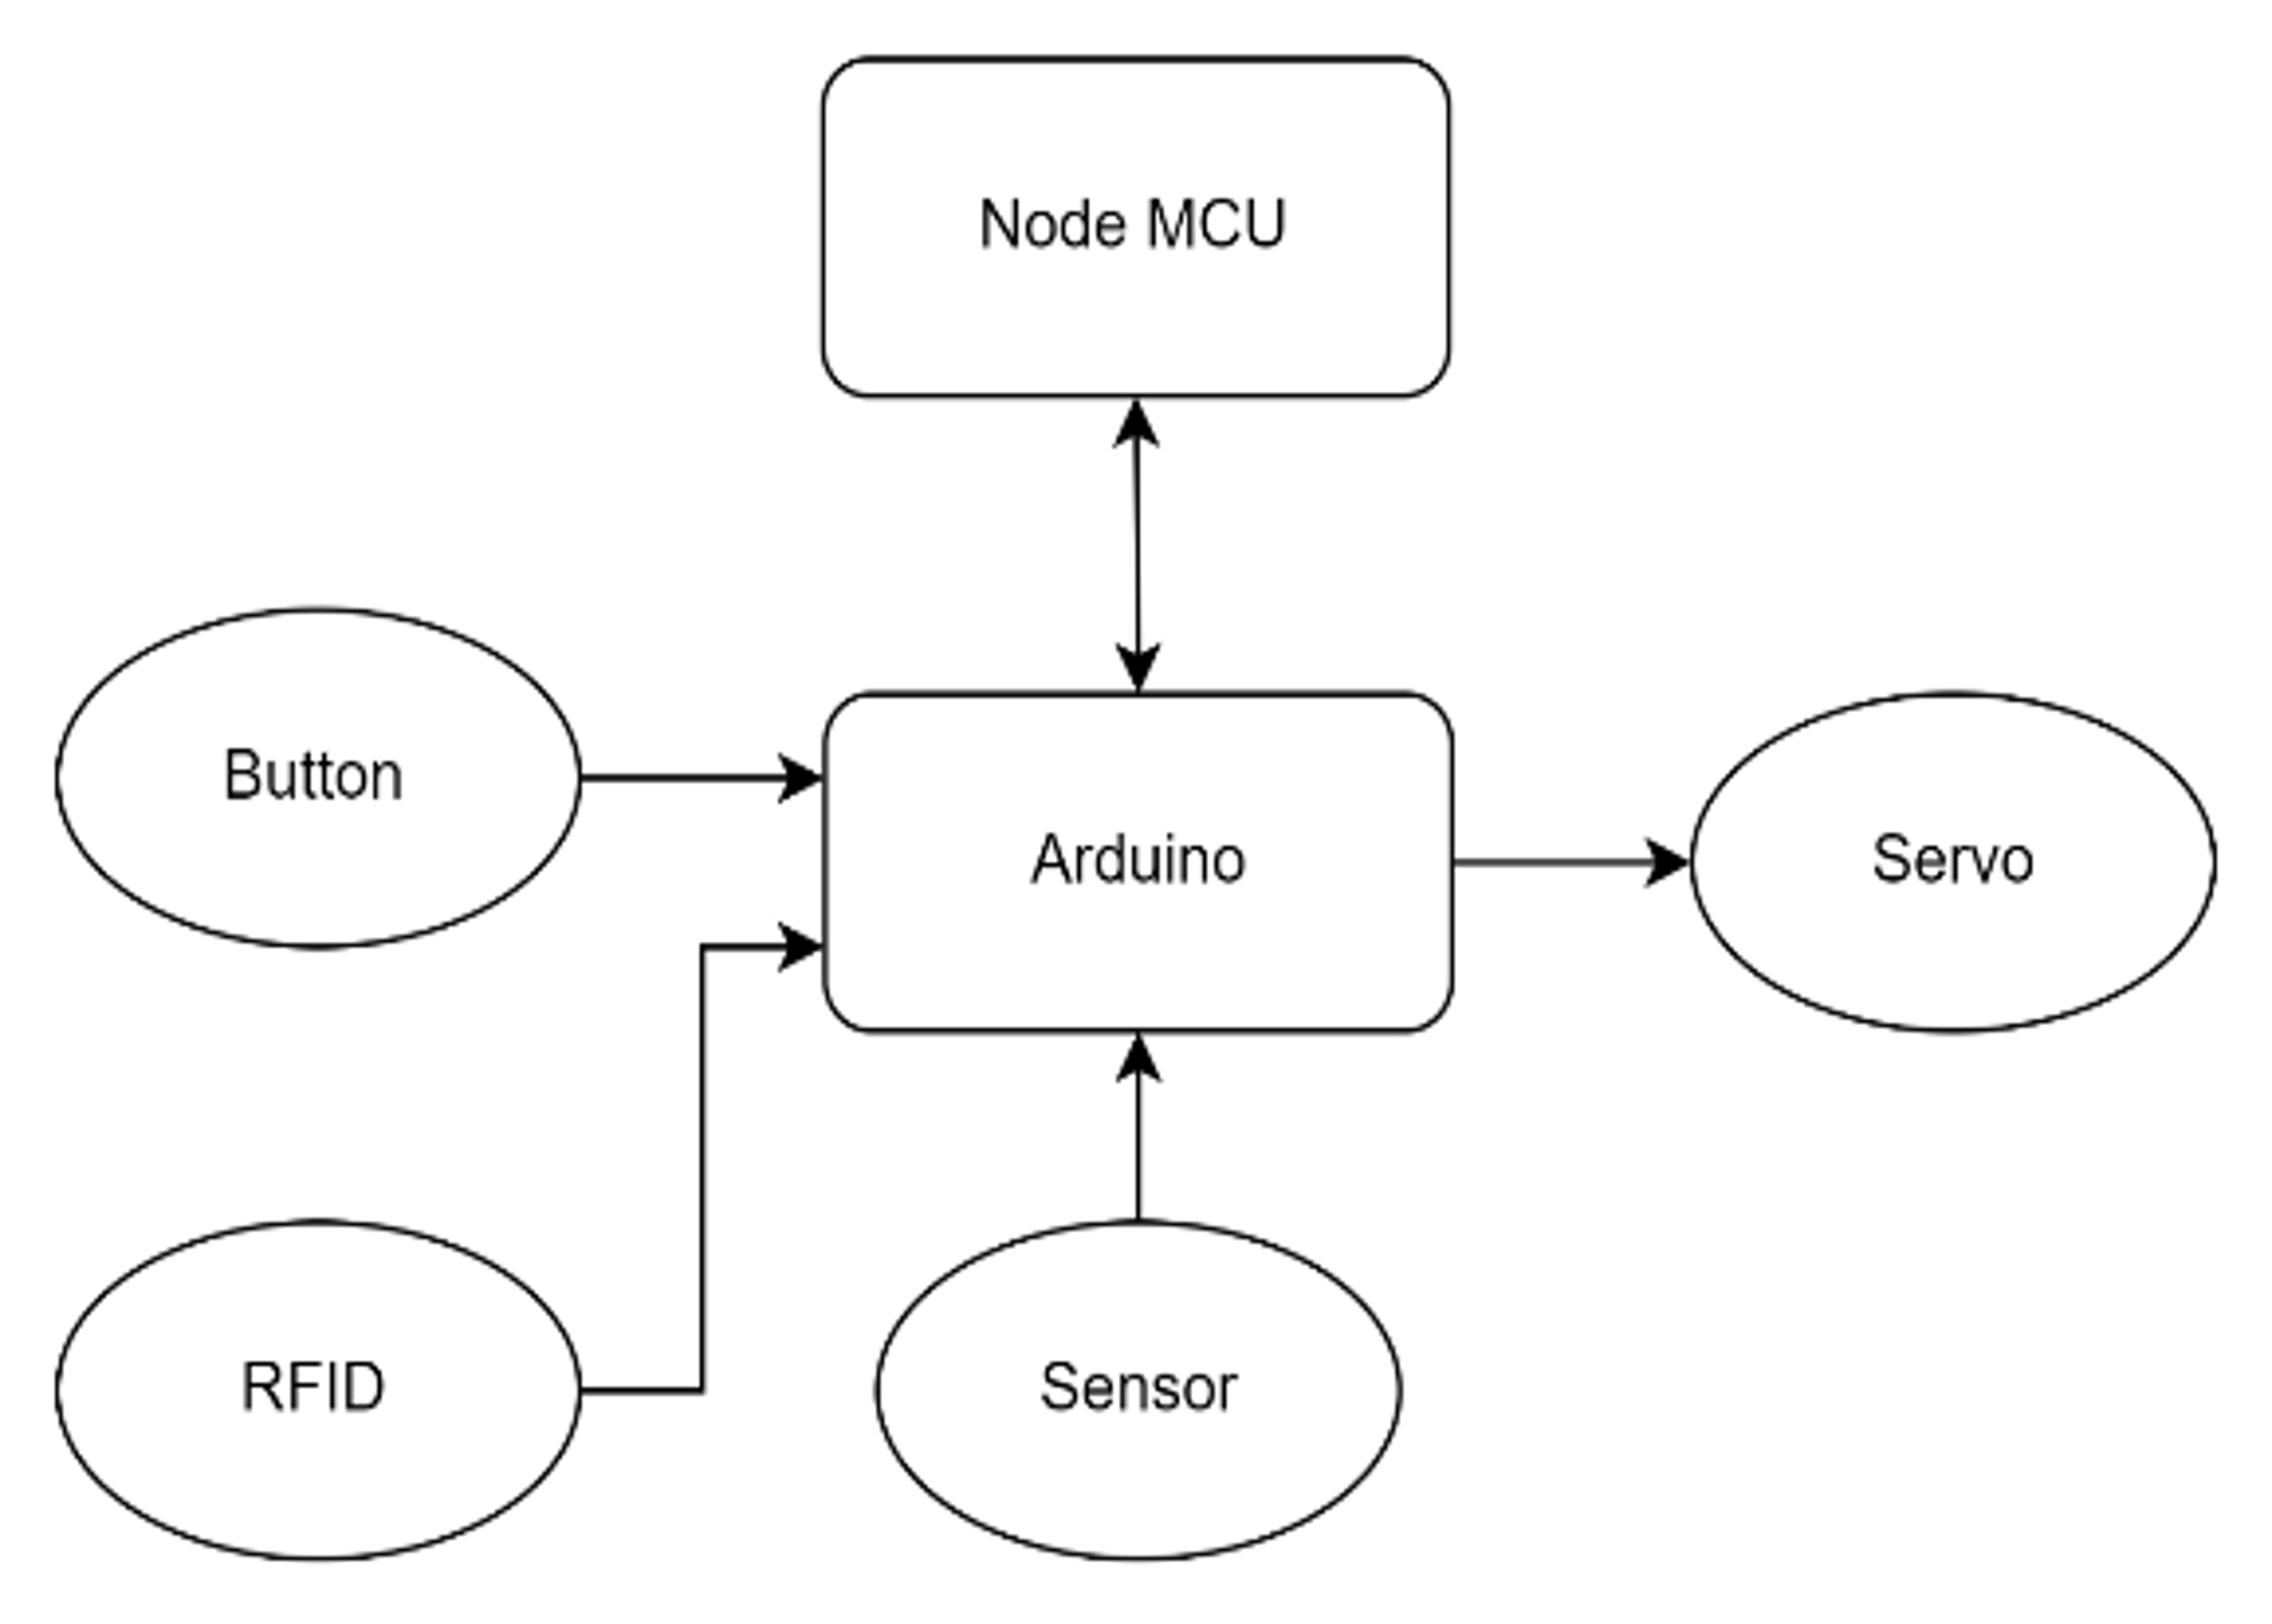 Node MCU
Button
Arduino
Servo
RFID
Sensor